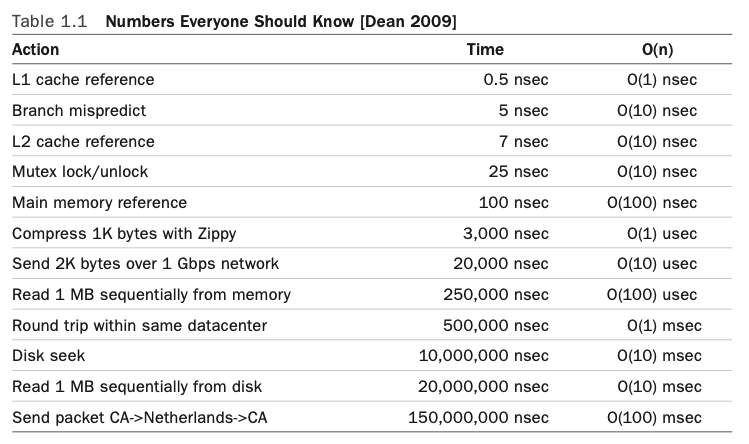 Table 1.1 Numbers Everyone Should Know [Dean 2009]
Action Time O(n)
L1 cache reference 0.5 nsec O(1) nsec
Branch mispredict 5 nsec O(10) nsec
L2 cache reference 7 nsec O(10) nsec
Mutex lock/unlock 25 nsec O(10) nsec
Main memory reference 100 nsec O(100) nsec
Compress 1K bytes with Zippy 3,000 nsec O(1) usec
Send 2K bytes over 1 Gbps network 20,000 nsec O(10) usec
Read 1 MB sequentially from memory 250,000 nsec O(100) usec
Round trip within same datacenter 500,000 nsec O(1) msec
Disk seek 10,000,000 nsec O(10) msec
Read 1 MB sequentially from disk 20,000,000 nsec O(10) msec
Send packet CA->Netherlands->CA 150,000,000 nsec O(100) msec